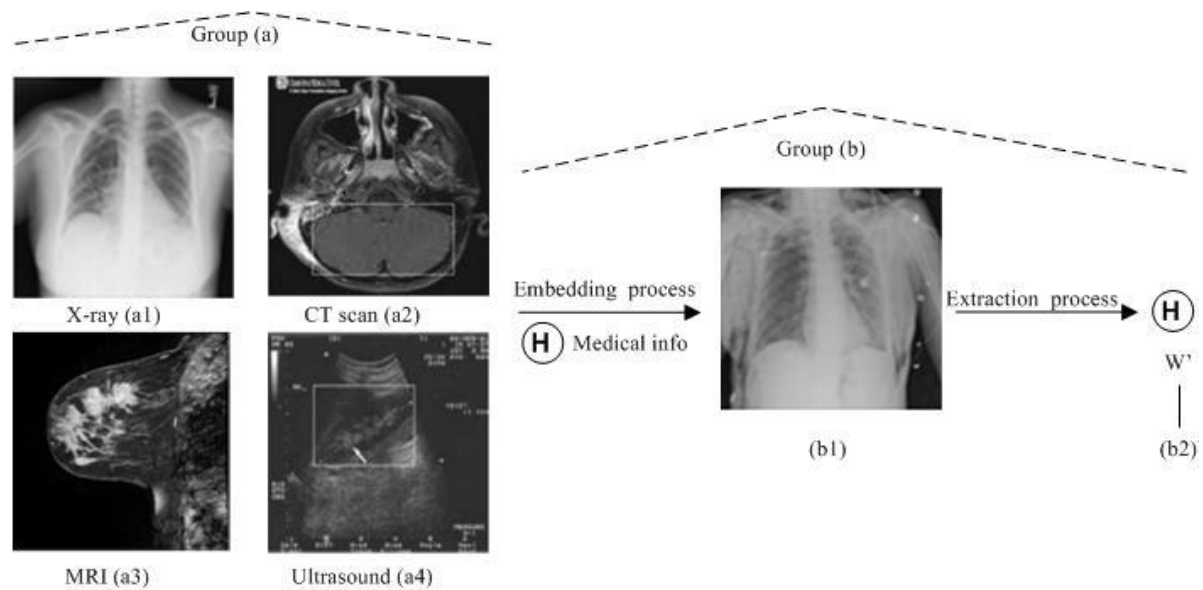 Group (a)
X-ray (a1)
CT scan (a2)
MRI (a3)
Ultrasound (a4)
Group (b)
Embedding process
H Medical info
(b1)
Extraction process
H
W'
(b2)